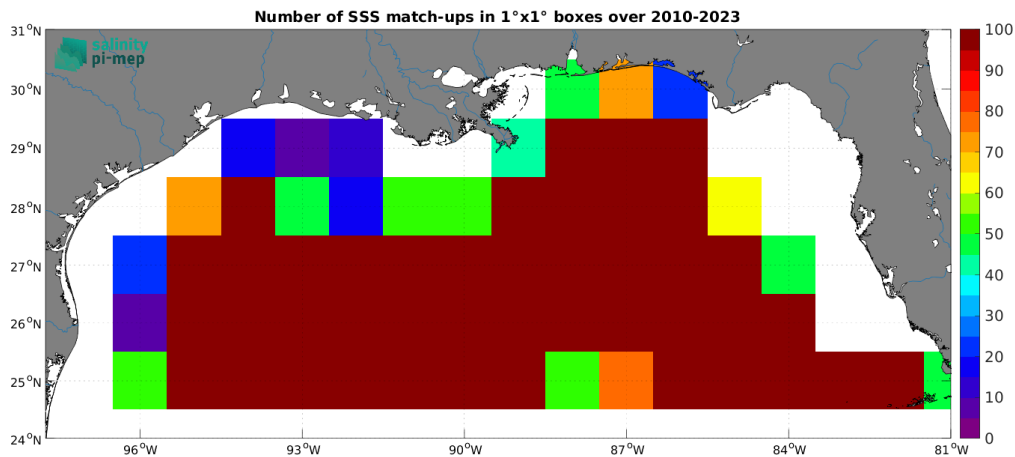 Number of SSS match-ups in 1°x1° boxes over 2010-2023
salinity
pi-mep
31°N
30°N
29°N
28°N
27°N
26°N
25°N
24°N
96°W
93°W
90°W
87°W
84°W
81°W
100
90
80
70
60
50
40
30
20
10
0